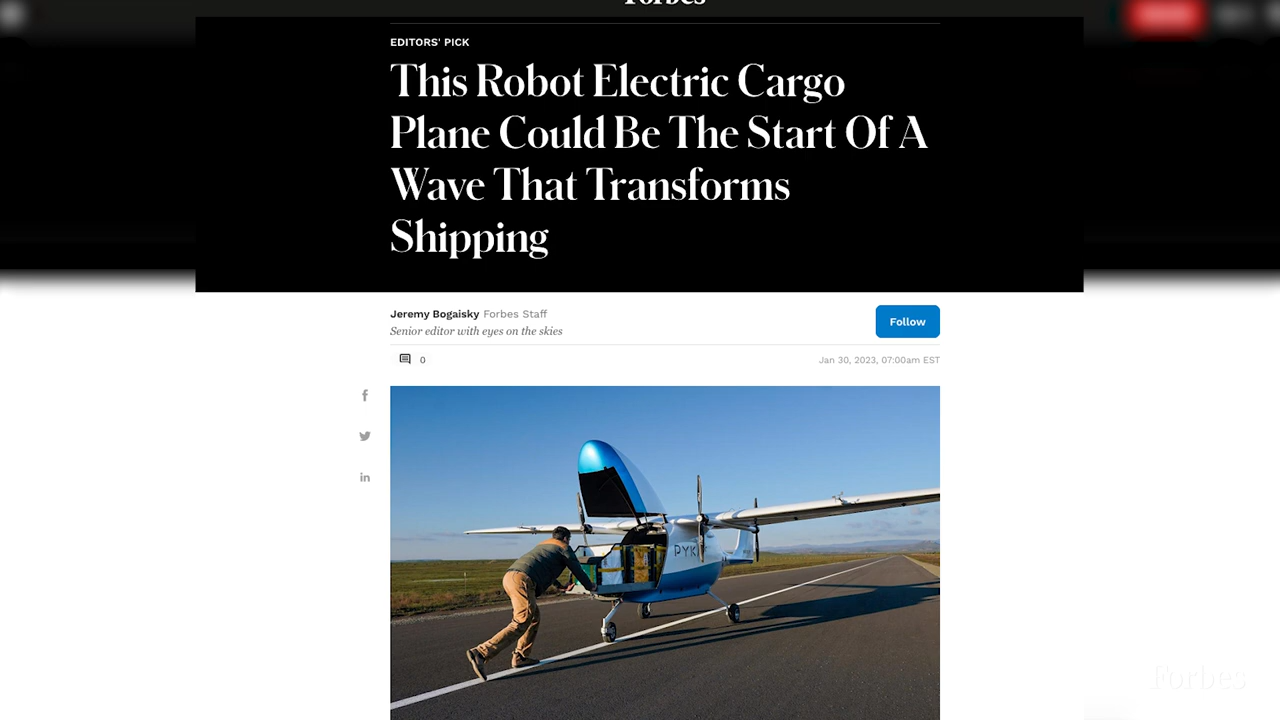 Forbes
EDITORS' PICK
This Robot Electric Cargo
Plane Could Be The Start Of A
Wave That Transforms
Shipping
Jeremy Bogaisky Forbes Staff
Senior editor with eyes on the skies
Follow
0
Jan 30, 2023, 07:00am EST
f
in
PYK
Forbes